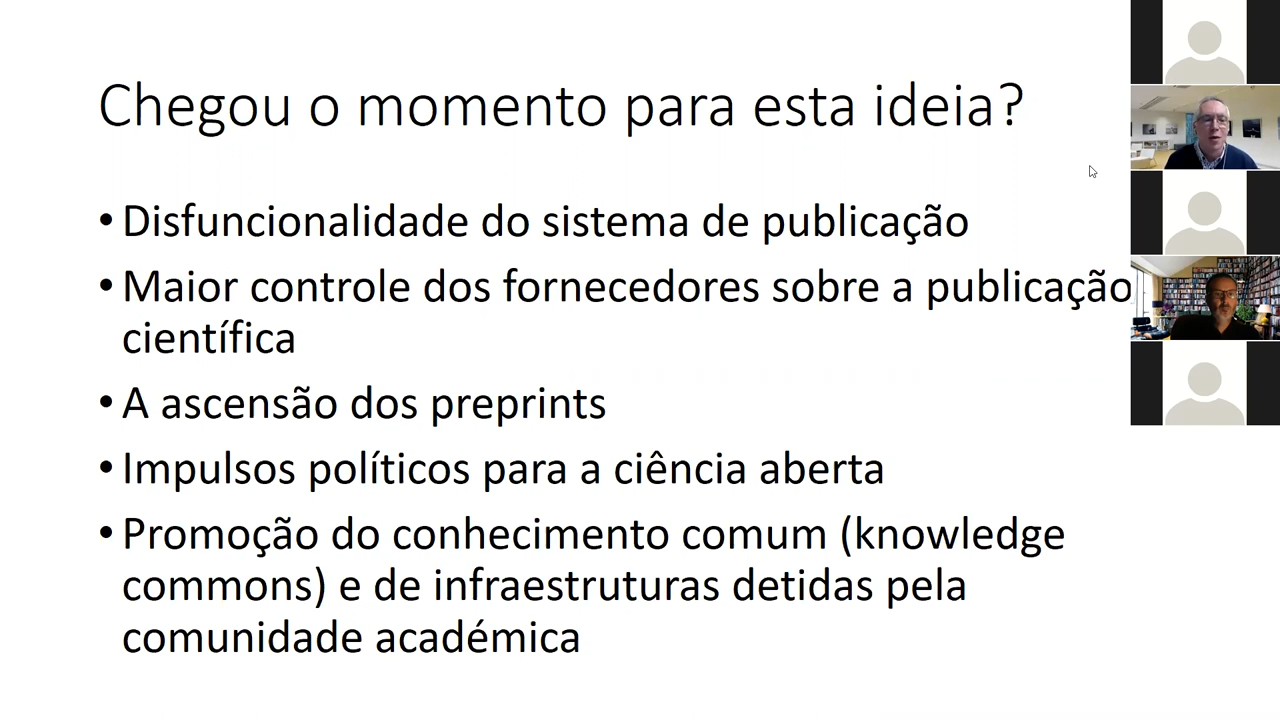 Chegou o momento para esta ideia?
• Disfuncionalidade do sistema de publicação
• Maior controle dos fornecedores sobre a publicação
científica
• A ascensão dos preprints
• Impulsos políticos para a ciência aberta
• Promoção do conhecimento comum (knowledge
commons) e de infraestruturas detidas pela
comunidade académica